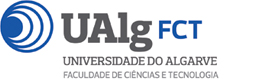 UAlg FCT
UNIVERSIDADE DO ALGARVE
FACULDADE DE CIÊNCIAS E TECNOLOGIA